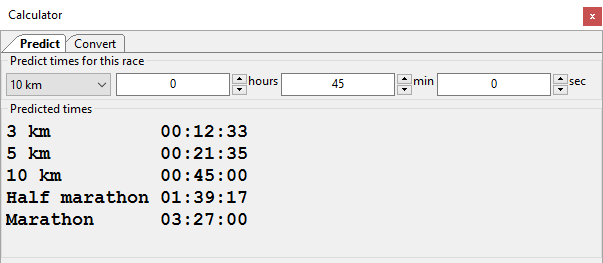 Calculator
x
Predict Convert
Predict times for this race
10 km 0 hours 45 min 0 sec
Predicted times
3 km 00:12:33
5 km 00:21:35
10 km 00:45:00
Half marathon 01:39:17
Marathon 03:27:00